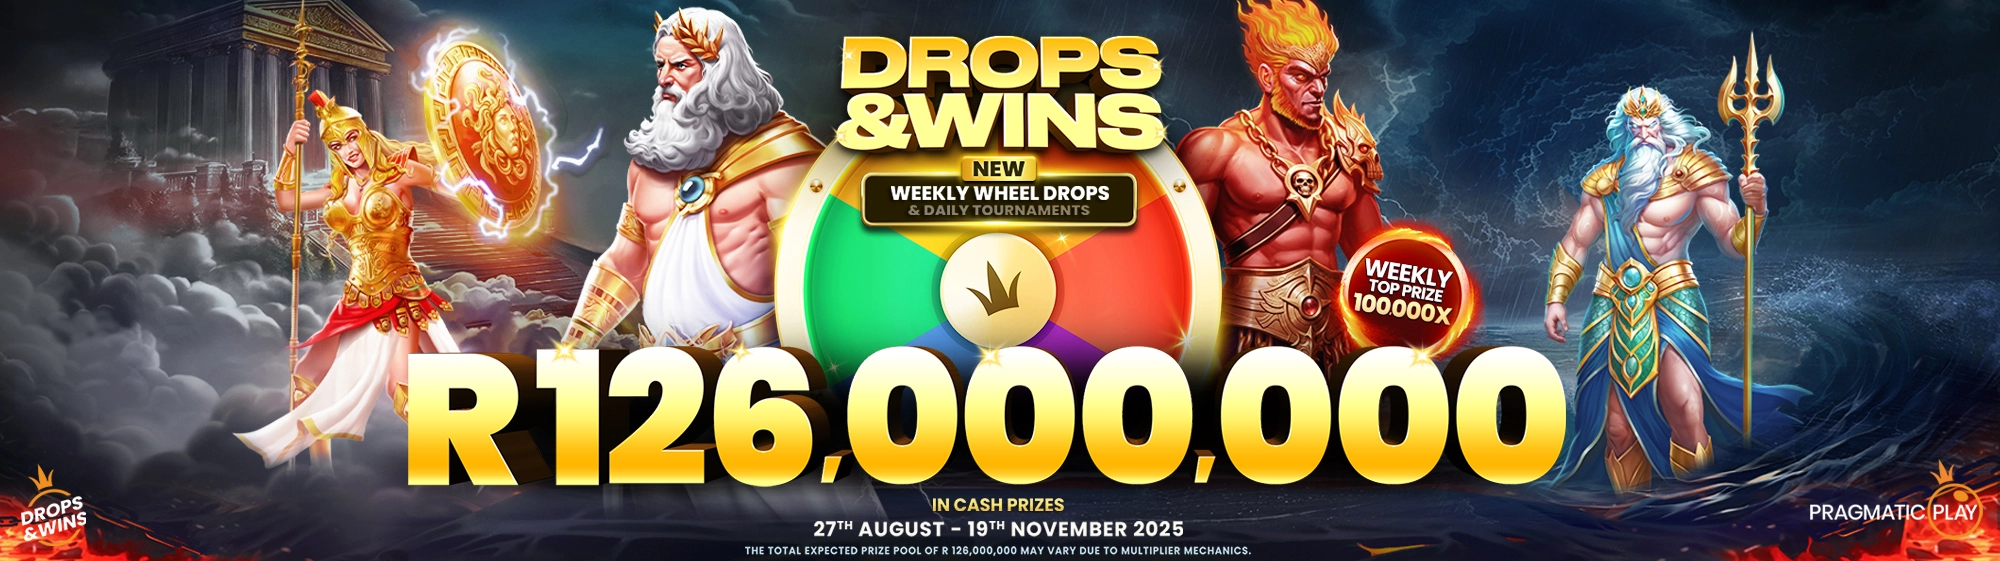 DROPS
&WINS
NEW
WEEKLY WHEEL DROPS
& DAILY TOURNAMENTS
WEEKLY
TOP PRIZE
100.000X
R126,000,000
IN CASH PRIZES
27TH AUGUST - 19TH NOVEMBER 2025
THE TOTAL EXPECTED PRIZE POOL OF R 126,000,000 MAY VARY DUE TO MULTIPLIER MECHANICS.
DROPS
&WINS
PRAGMATIC PLAY